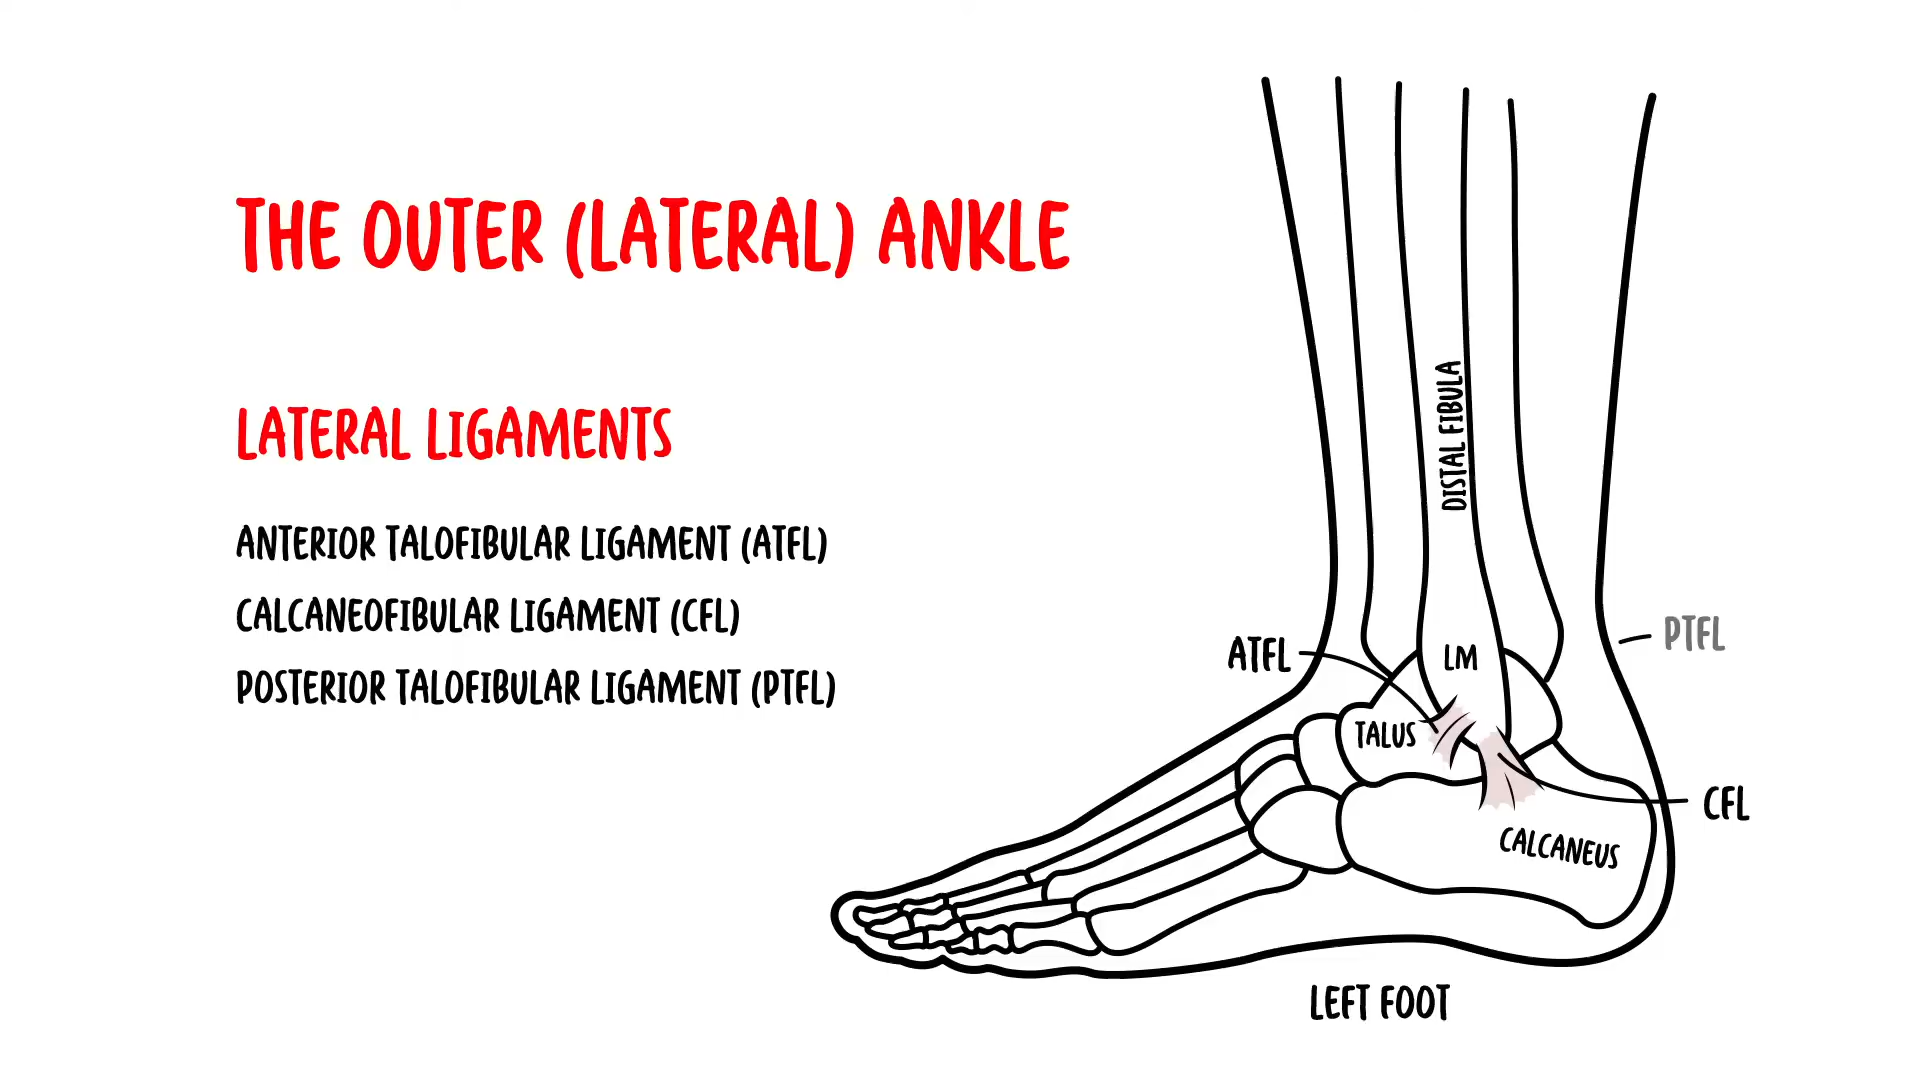 THE OUTER (LATERAL) ANKLE
LATERAL LIGAMENTS
ANTERIOR TALOFIBULAR LIGAMENT (ATFL)
CALCANEOFIBULAR LIGAMENT (CFL)
POSTERIOR TALOFIBULAR LIGAMENT (PTFL)
DISTAL FIBULA
PTFL
ATFL
LM
TALUS
CFL
CALCANEUS
LEFT FOOT